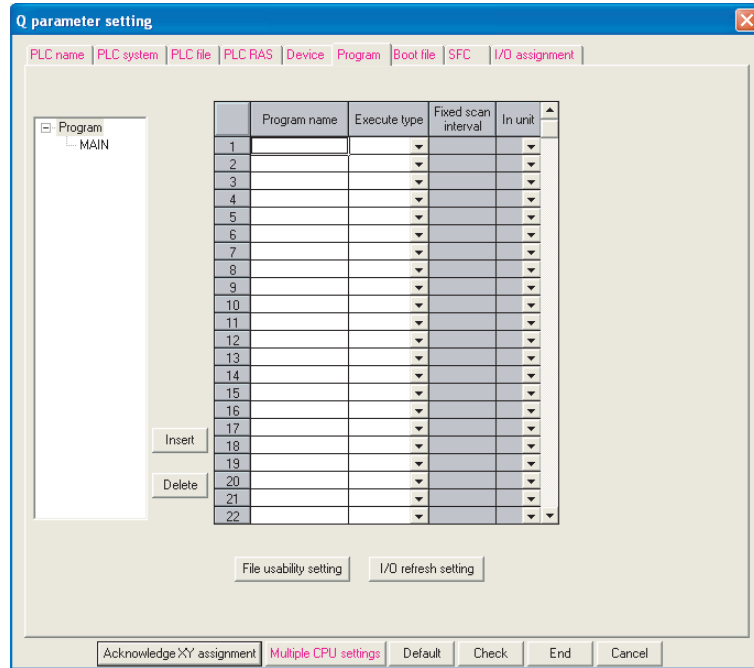 Q parameter setting
PLC name PLC system PLC file PLC RAS Device Program Boot file SFC I/O assignment
Program
MAIN
Program name Execute type Fixed scan interval In unit
1
2
3
4
5
6
7
8
9
10
11
12
13
14
15
16
17
18
19
20
21
22
Insert
Delete
File usability setting I/O refresh setting
Acknowledge XY assignment Multiple CPU settings Default Check End Cancel